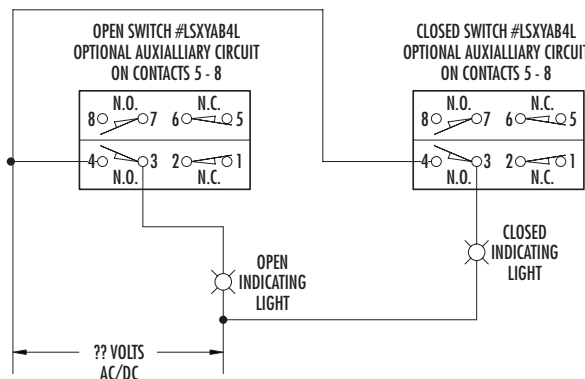 OPEN SWITCH #LSXYAB4L
OPTIONAL AUXIALLIARY CIRCUIT
ON CONTACTS 5 - 8
N.O. N.C.
8 7 6 5
4 3 2 1
N.O. N.C.
CLOSED SWITCH #LSXYAB4L
OPTIONAL AUXIALLIARY CIRCUIT
ON CONTACTS 5 - 8
N.O. N.C.
8 7 6 5
4 3 2 1
N.O. N.C.
OPEN
INDICATING
LIGHT
CLOSED
INDICATING
LIGHT
?? VOLTS
AC/DC